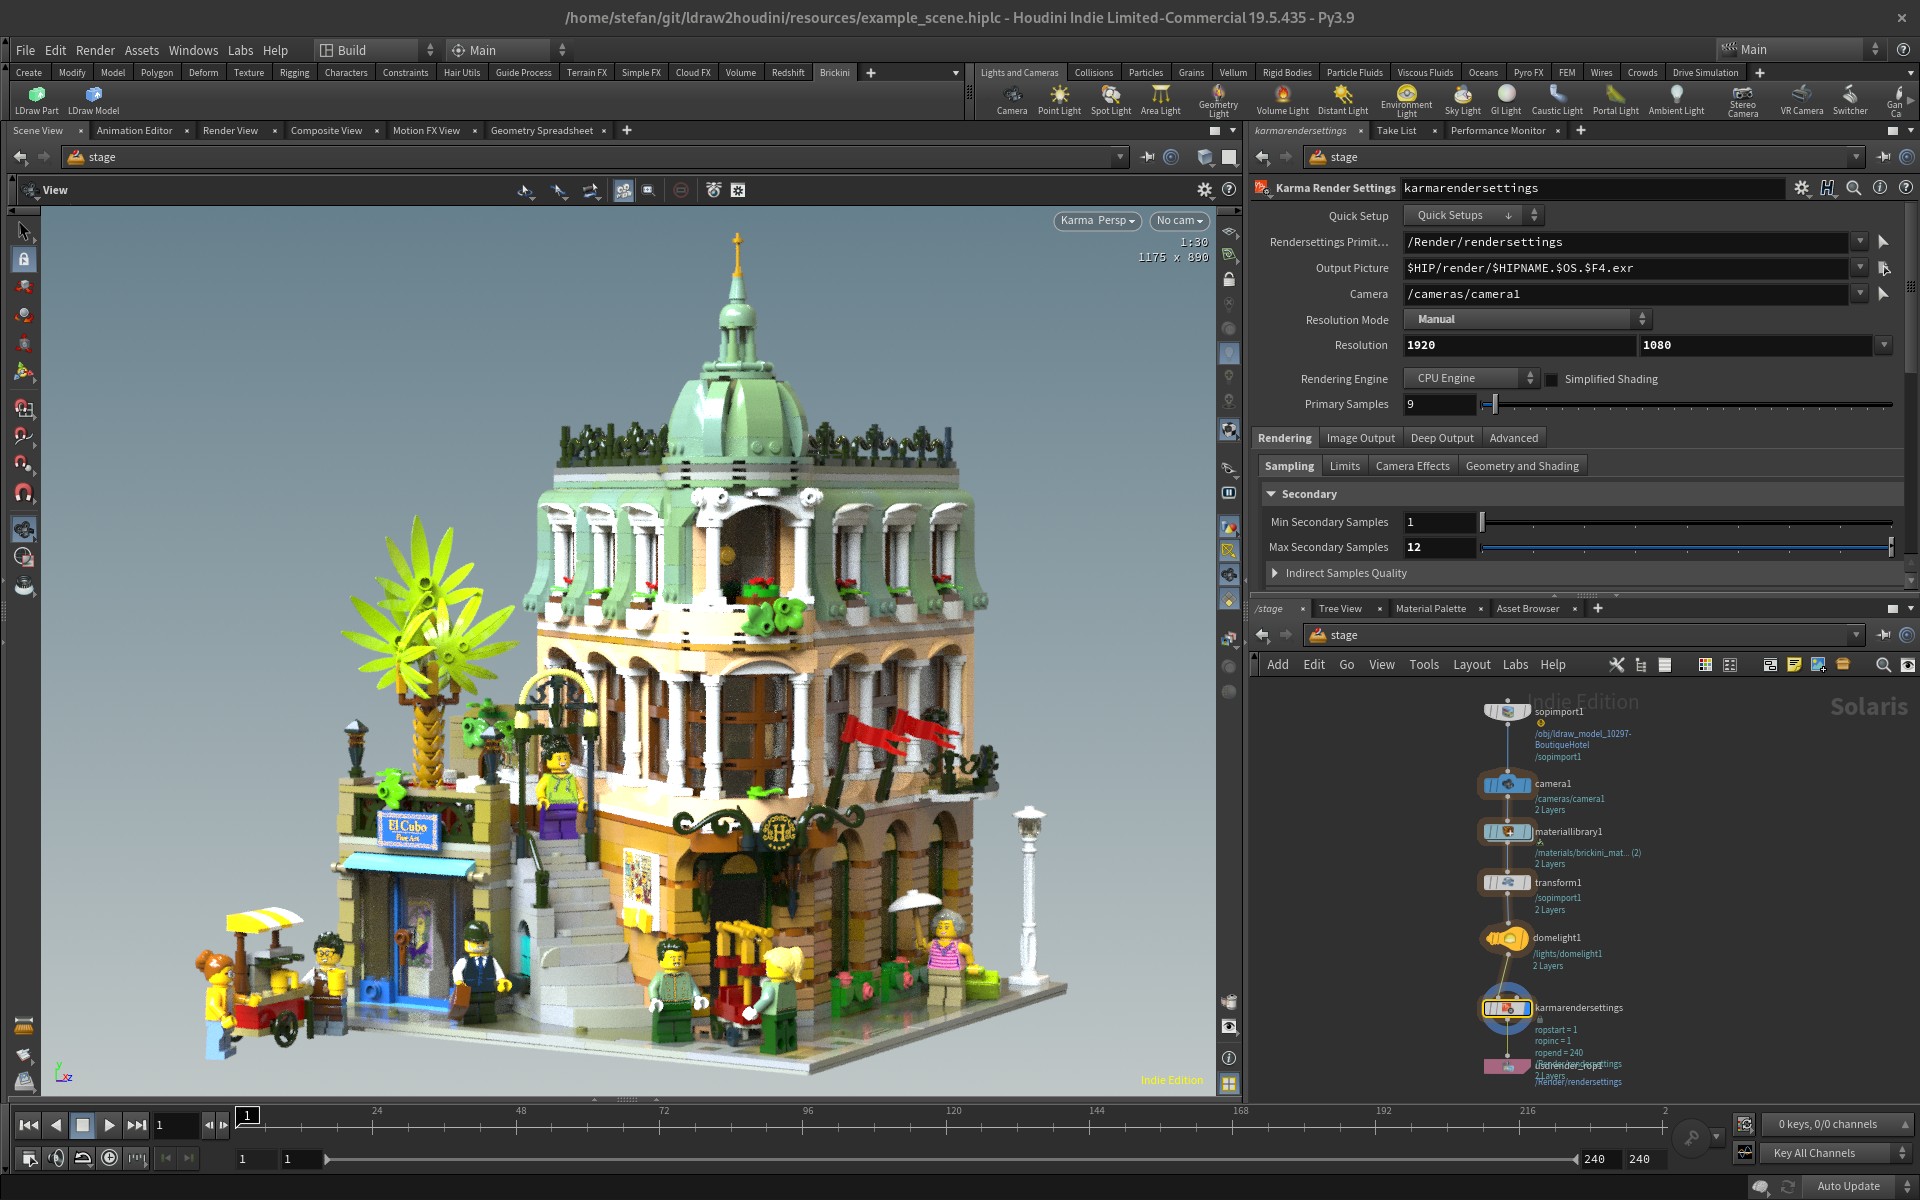 /home/stefan/git/ldraw2houdini/resources/example_scene.hiplc - Houdini Indie Limited-Commercial 19.5.435 - Py3.9
File Edit Render Assets Windows Labs Help Build Main Main
Create Modify Model Polygon Deform Texture Rigging Characters Constraints Hair Utils Guide Process Terrain FX Simple FX Cloud FX Volume Redshift Brickini
Lights and Cameras Collisions Particles Grains Vellum Rigid Bodies Particle Fluids Viscous Fluids Oceans Pyro FX FEM Wires Crowds Drive Simulation
LDraw Part LDraw Model
Camera Point Light Spot Light Area Light Geometry Light Volume Light Distant Light Environment Light Sky Light GI Light Caustic Light Portal Light Ambient Light Stereo Camera VR Camera Switcher Gan Ca
Scene View Animation Editor Render View Composite View Motion FX View Geometry Spreadsheet
stage
View
Karma Persp No cam
1:30
1175 x 890
El Cubo
Fine Art
H
Indie Edition
karmarendersettings Take List Performance Monitor
stage
Karma Render Settings karmarendersettings
Quick Setup Quick Setups
Rendersettings Primit... /Render/rendersettings
Output Picture $HIP/render/$HIPNAME.$OS.$F4.exr
Camera /cameras/camera1
Resolution Mode Manual
Resolution 1920 1080
Rendering Engine CPU Engine Simplified Shading
Primary Samples 9
Rendering Image Output Deep Output Advanced
Sampling Limits Camera Effects Geometry and Shading
Secondary
Min Secondary Samples 1
Max Secondary Samples 12
Indirect Samples Quality
/stage Tree View Material Palette Asset Browser
stage
Add Edit Go View Tools Layout Labs Help
Indie Edition
Solaris
sopimport1
/obj/ldraw_model_10297-
BoutiqueHotel
/sopimport1
camera1
/cameras/camera1
2 Layers
materiallibrary1
/materials/brickini_mat... (2)
2 Layers
transform1
/sopimport1
2 Layers
domelight1
/lights/domelight1
2 Layers
karmarendersettings
ropstart = 1
ropinc = 1
ropend = 240
/Render/rendersettings
usdrender_rop1
2 Layers
/Render/rendersettings
1 1 24 48 72 96 120 144 168 192 216 2
0 keys, 0/0 channels
1 1 240 240
Key All Channels
Auto Update